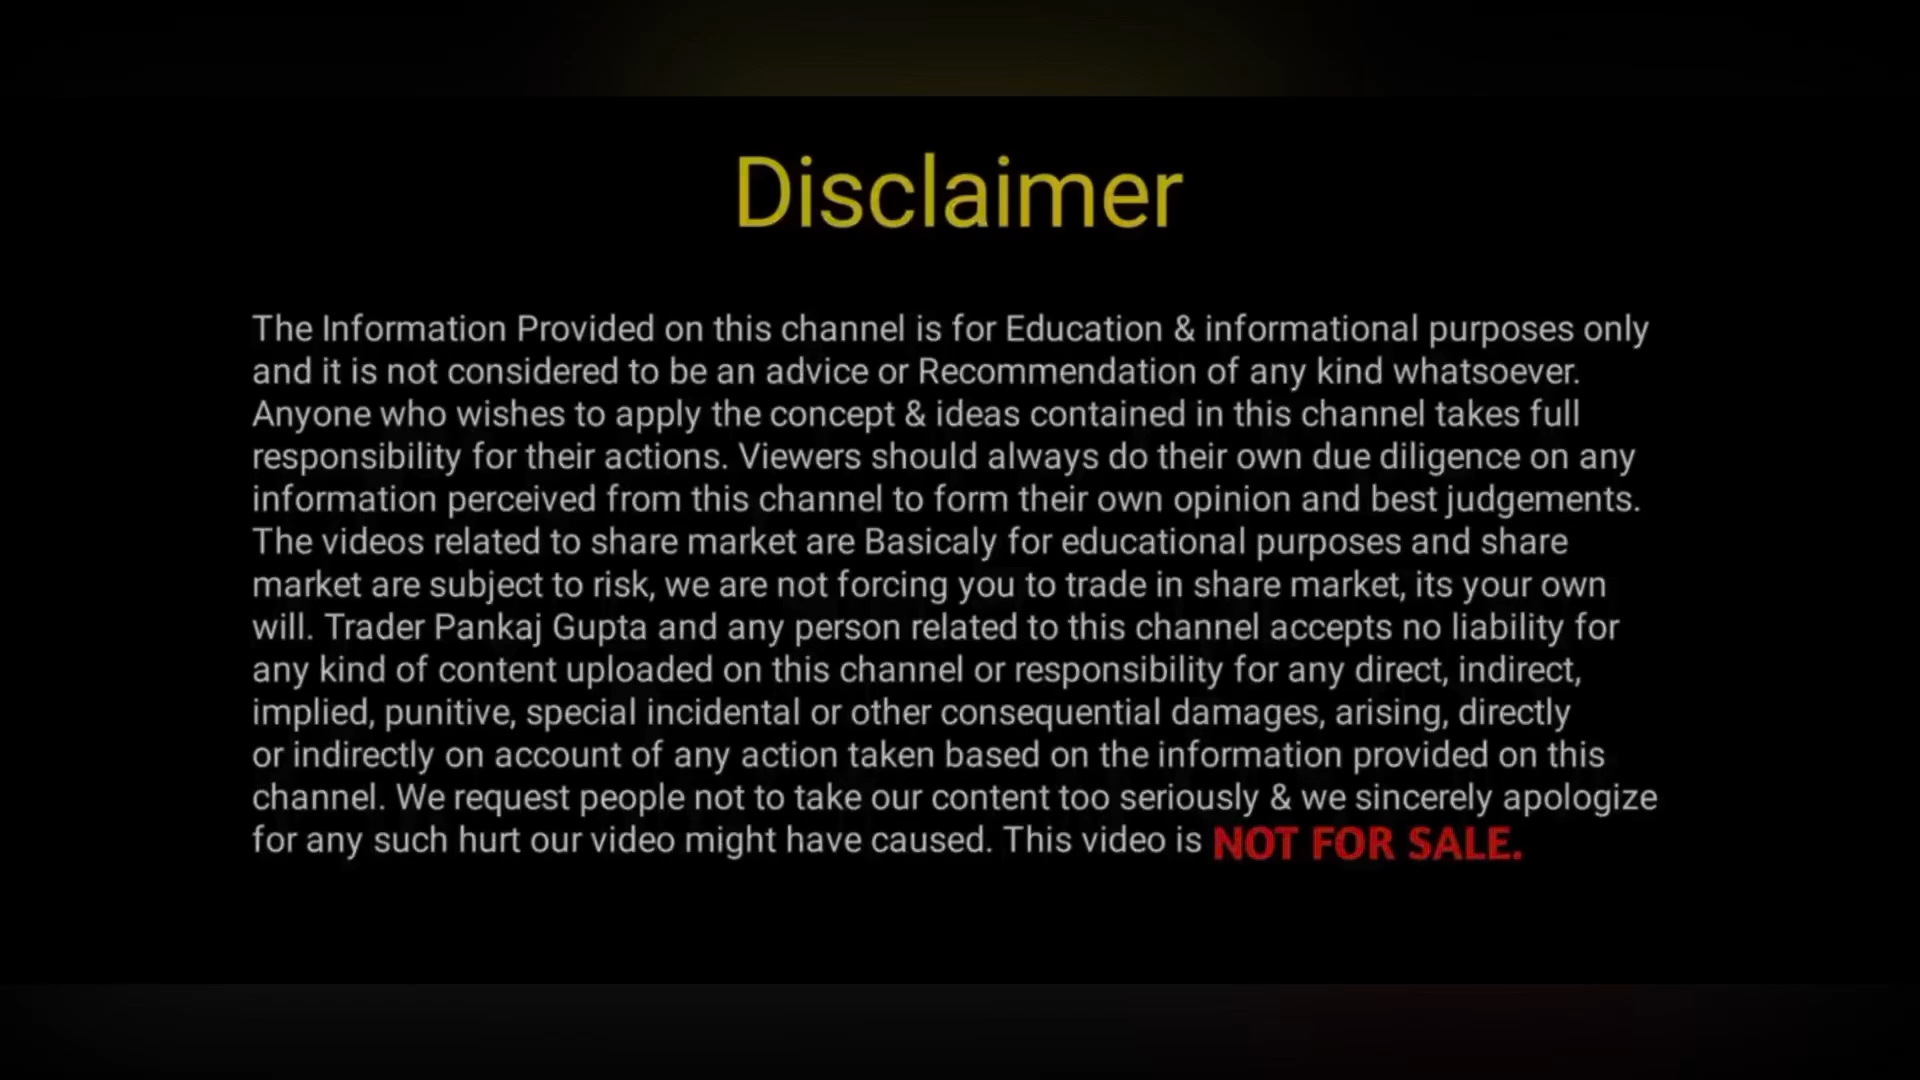 Disclaimer
The Information Provided on this channel is for Education & informational purposes only
and it is not considered to be an advice or Recommendation of any kind whatsoever.
Anyone who wishes to apply the concept & ideas contained in this channel takes full
responsibility for their actions. Viewers should always do their own due diligence on any
information perceived from this channel to form their own opinion and best judgements.
The videos related to share market are Basicaly for educational purposes and share
market are subject to risk, we are not forcing you to trade in share market, its your own
will. Trader Pankaj Gupta and any person related to this channel accepts no liability for
any kind of content uploaded on this channel or responsibility for any direct, indirect,
implied, punitive, special incidental or other consequential damages, arising, directly
or indirectly on account of any action taken based on the information provided on this
channel. We request people not to take our content too seriously & we sincerely apologize
for any such hurt our video might have caused. This video is NOT FOR SALE.